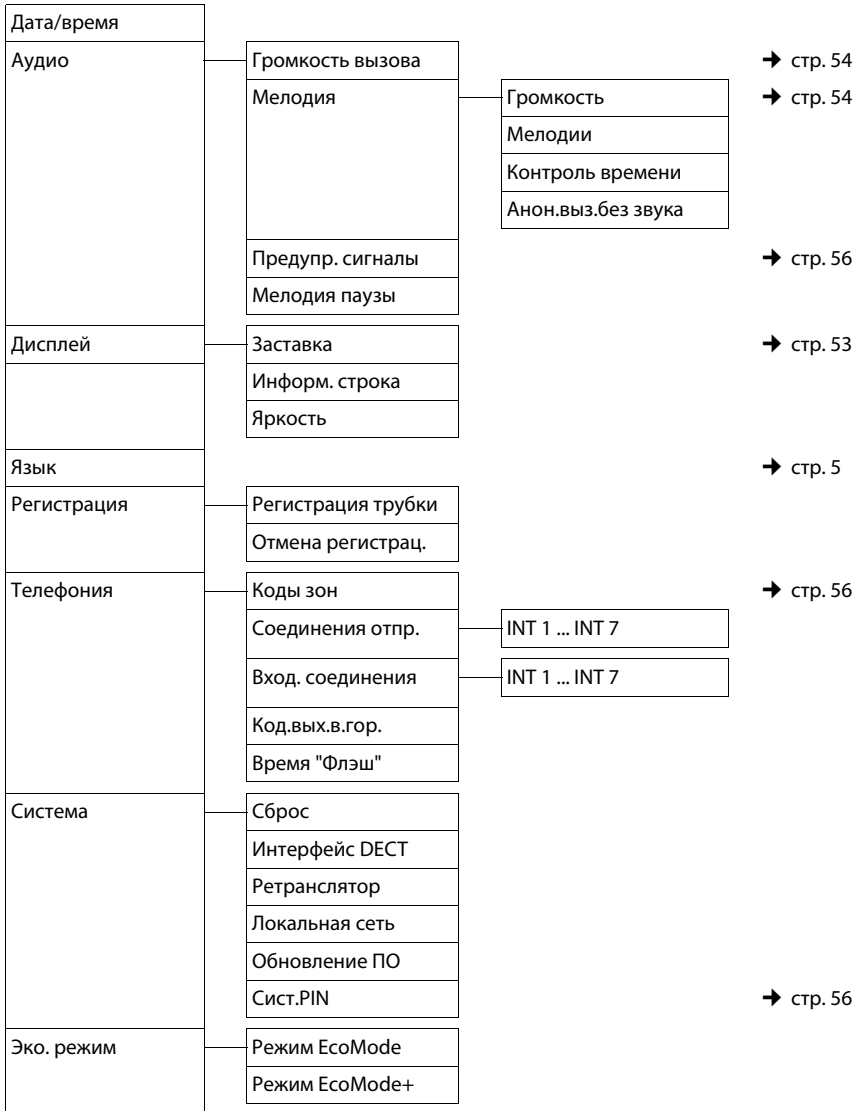 Дата/время
Аудио Громкость вызова ➔ стр. 54
Мелодия Громкость ➔ стр. 54
Мелодии
Контроль времени
Анон.выз.без звука
Предупр. сигналы ➔ стр. 56
Мелодия паузы
Дисплей Заставка ➔ стр. 53
Информ. строка
Яркость
Язык ➔ стр. 5
Регистрация Регистрация трубки
Отмена регистрац.
Телефония Коды зон ➔ стр. 56
Соединения отпр. INT 1 ... INT 7
Вход. соединения INT 1 ... INT 7
Код.вых.в.гор.
Время "Флэш"
Система Сброс
Интерфейс DECT
Ретранслятор
Локальная сеть
Обновление ПО
Сист.PIN ➔ стр. 56
Эко. режим Режим EcoMode
Режим EcoMode+